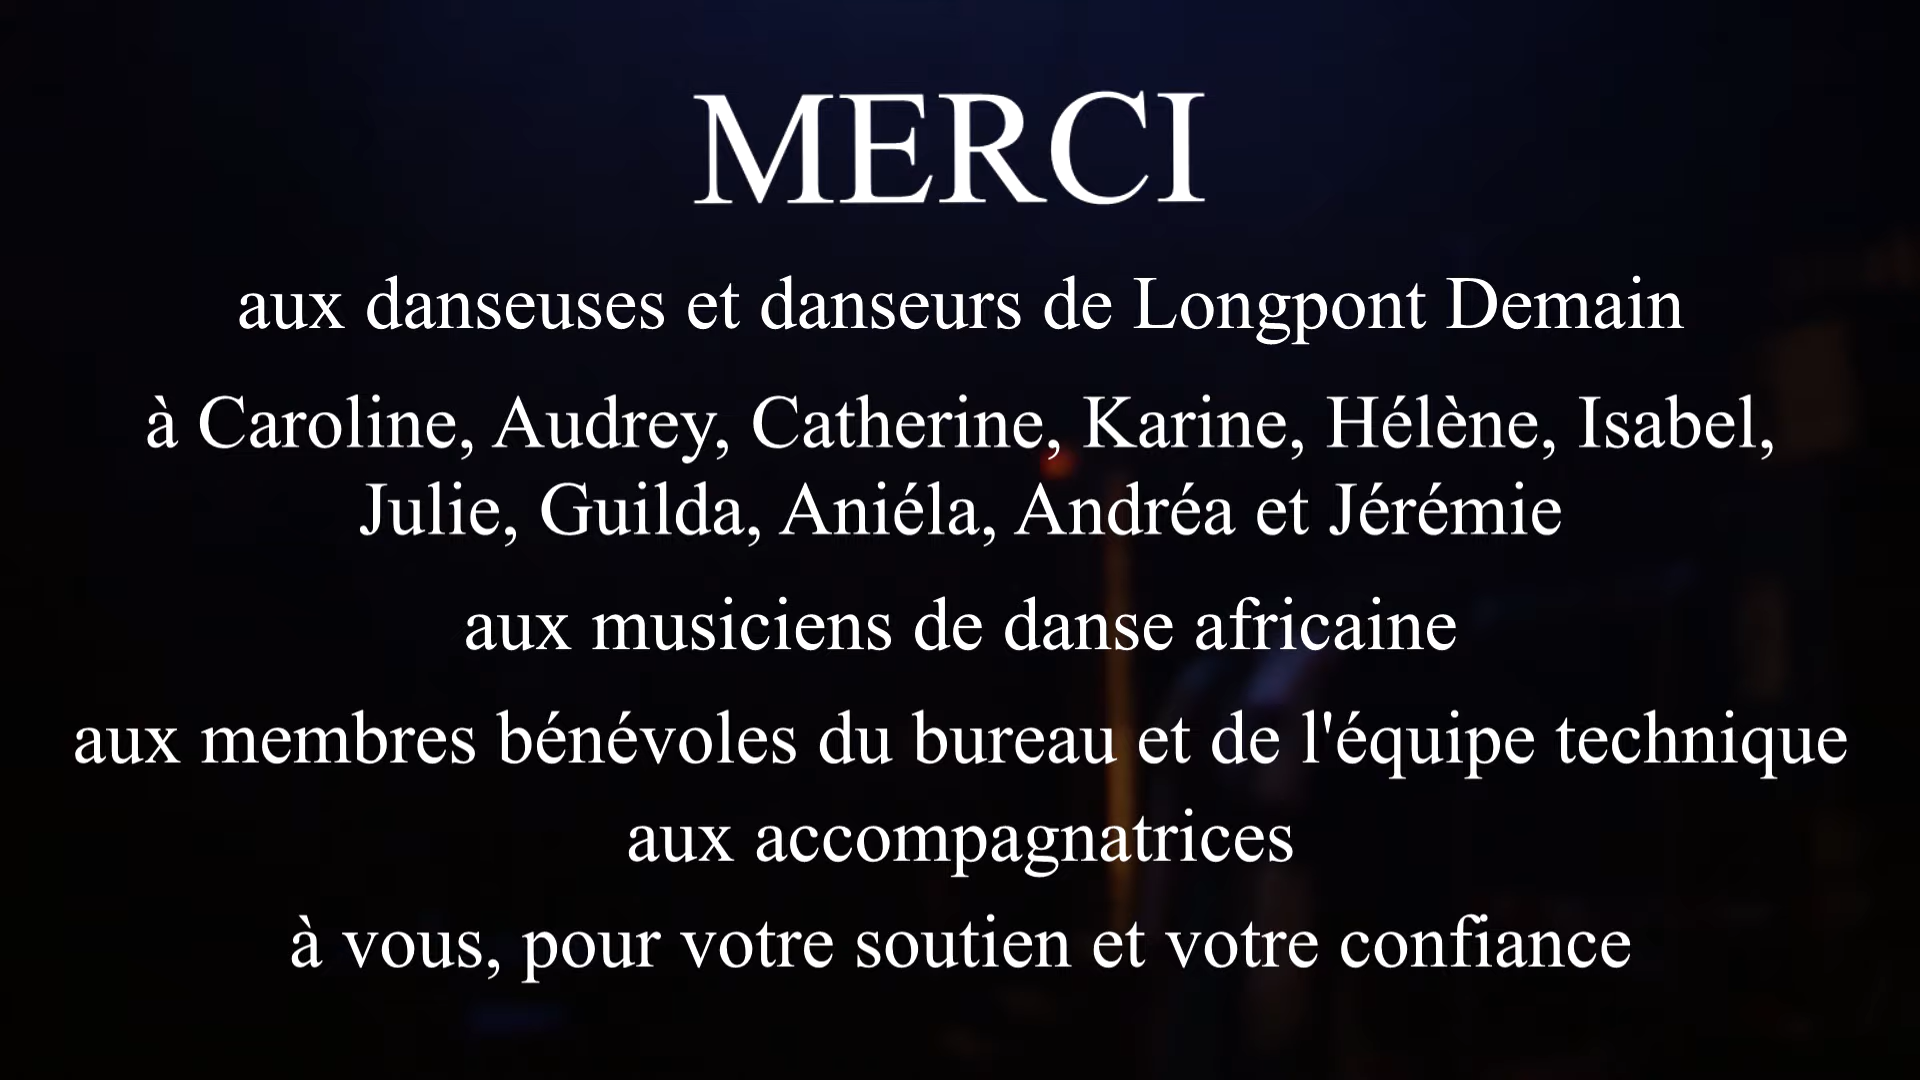 MERCI
aux danseuses et danseurs de Longpont Demain
à Caroline, Audrey, Catherine, Karine, Hélène, Isabel,
Julie, Guilda, Aniéla, Andréa et Jérémie
aux musiciens de danse africaine
aux membres bénévoles du bureau et de l'équipe technique
aux accompagnatrices
à vous, pour votre soutien et votre confiance